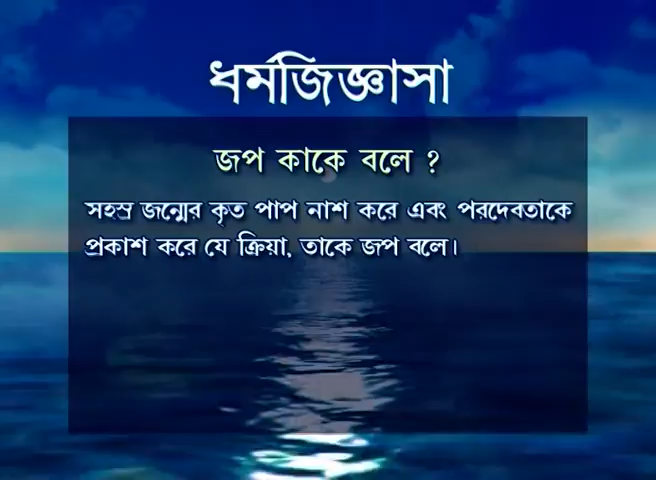 ধর্মজিজ্ঞাসা
জপ কাকে বলে ?
সহস্র জন্মের কৃত পাপ নাশ করে এবং পরদেবতাকে
প্রকাশ করে যে ক্রিয়া, তাকে জপ বলে।